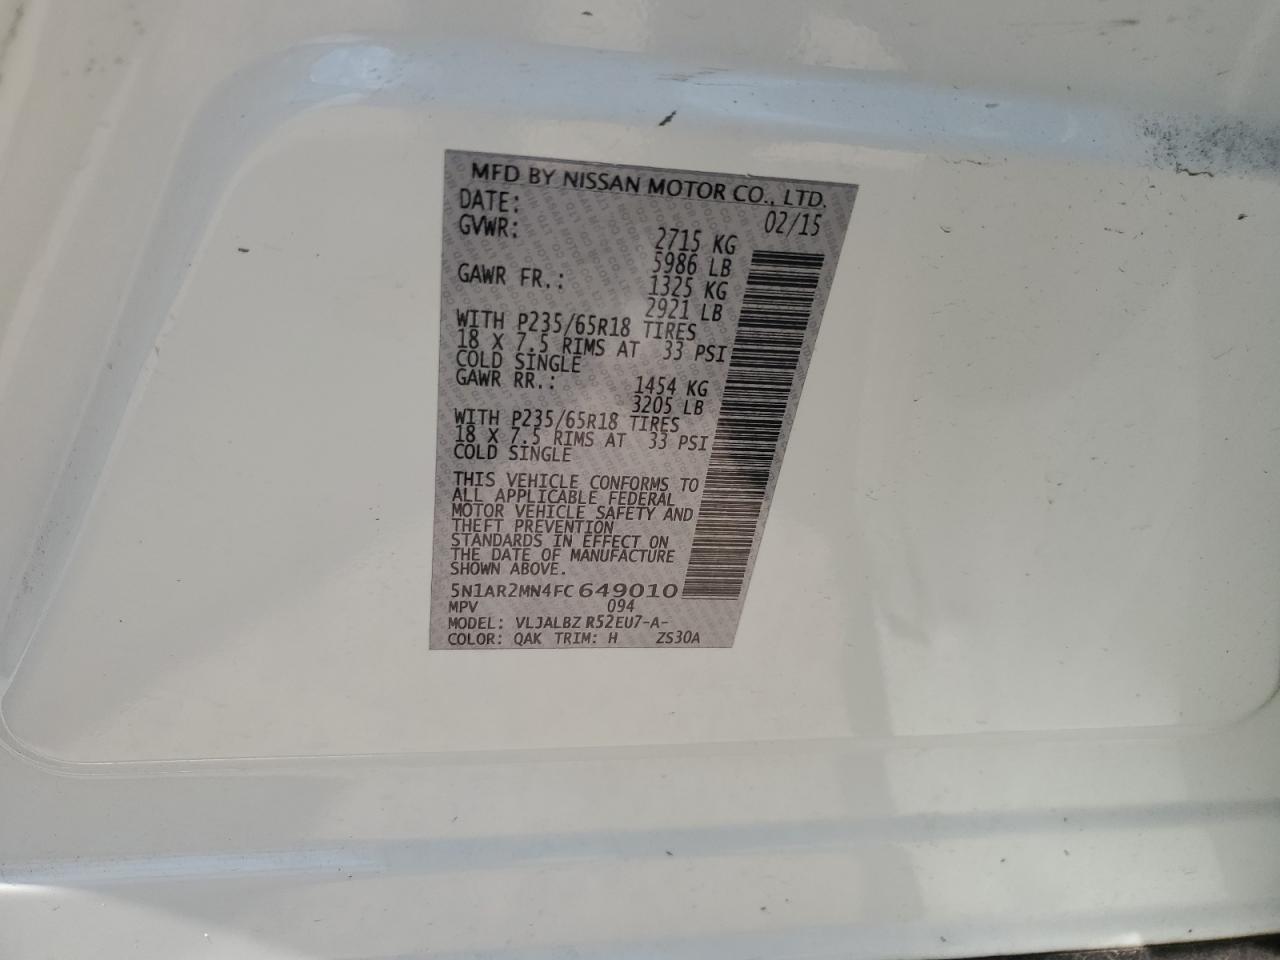 MFD BY NISSAN MOTOR CO., LTD.
DATE: 02/15
GVWR: 2715 KG
5986 LB
GAWR FR.: 1325 KG
2921 LB
WITH P235/65R18 TIRES
18 X 7.5 RIMS AT 33 PSI
COLD SINGLE
GAWR RR.: 1454 KG
3205 LB
WITH P235/65R18 TIRES
18 X 7.5 RIMS AT 33 PSI
COLD SINGLE
THIS VEHICLE CONFORMS TO
ALL APPLICABLE FEDERAL
MOTOR VEHICLE SAFETY AND
THEFT PREVENTION
STANDARDS IN EFFECT ON
THE DATE OF MANUFACTURE
SHOWN ABOVE.
5N1AR2MN4FC 649010
MPV 094
MODEL: VLJALBZ R52EU7-A-
COLOR: QAK TRIM: H ZS30A